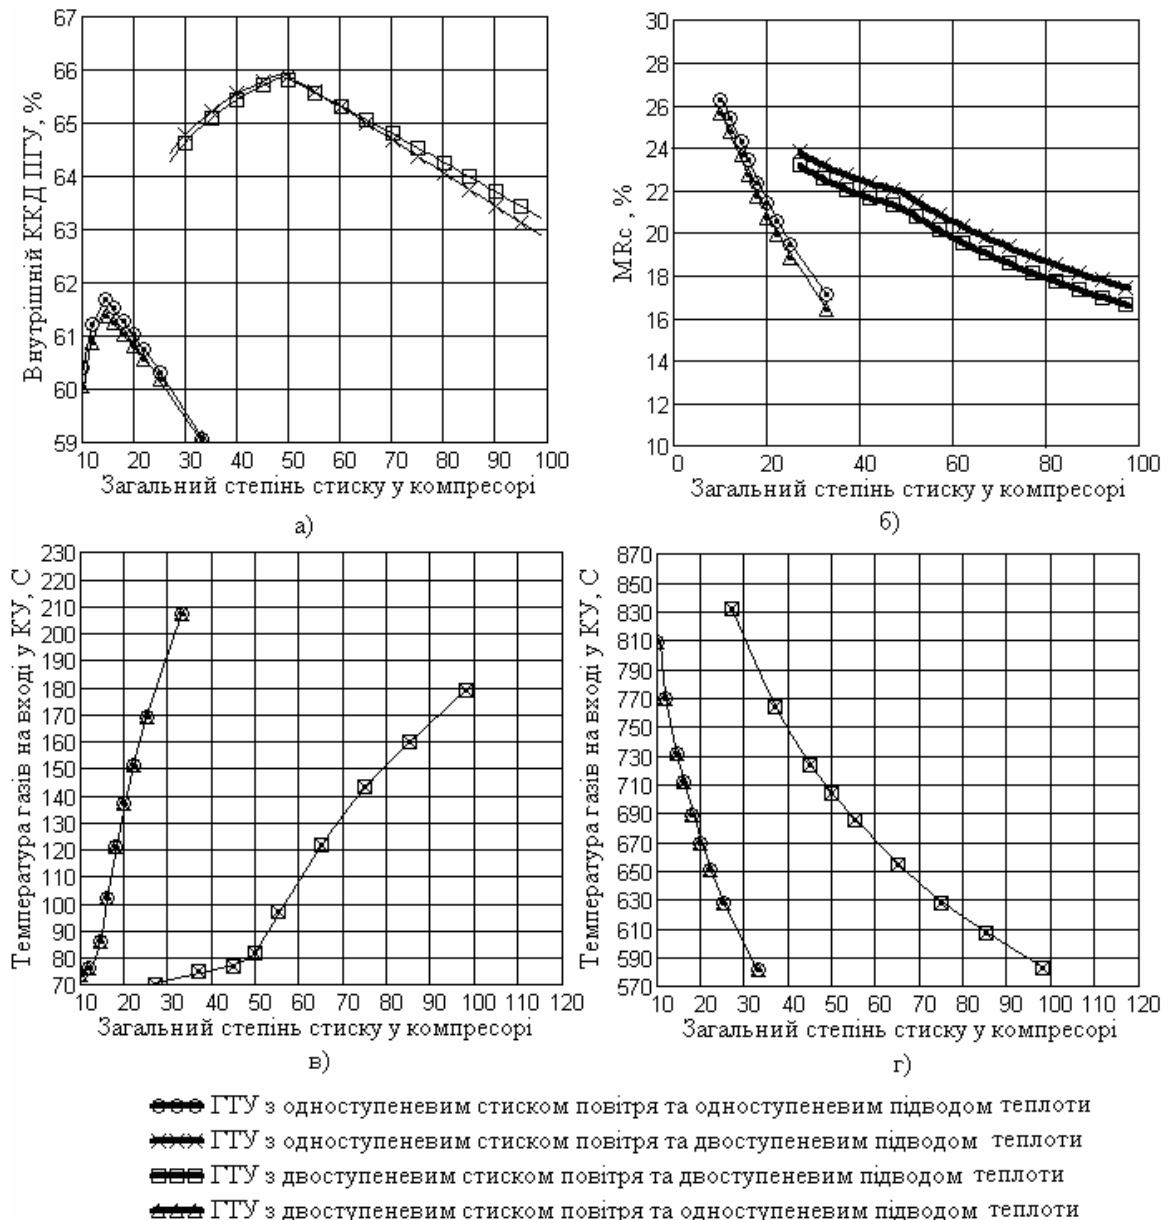 67
66
65
64
63
62
61
60
59
Внутрішній ККД ПГУ, %
10 20 30 40 50 60 70 80 90 100
Загальний степінь стиску у компресорі
а)
30
28
26
24
22
20
18
16
14
12
10
MRc , %
0 20 40 60 80 100
Загальний степінь стиску у компресорі
б)
230
220
210
200
190
180
170
160
150
140
130
120
110
100
90
80
70
Температура газів на вході у КУ, С
10 20 30 40 50 60 70 80 90 100 110 120
Загальний степінь стиску у компресорі
в)
870
850
830
810
790
770
750
730
710
690
670
650
630
610
590
570
Температура газів на вході у КУ, С
10 20 30 40 50 60 70 80 90 100 110 120
Загальний степінь стиску у компресорі
г)
ГТУ з одноступеневим стиском повітря та одноступеневим підводом теплоти
ГТУ з одноступеневим стиском повітря та двоступеневим підводом теплоти
ГТУ з двоступеневим стиском повітря та двоступеневим підводом теплоти
ГТУ з двоступеневим стиском повітря та одноступеневим підводом теплоти